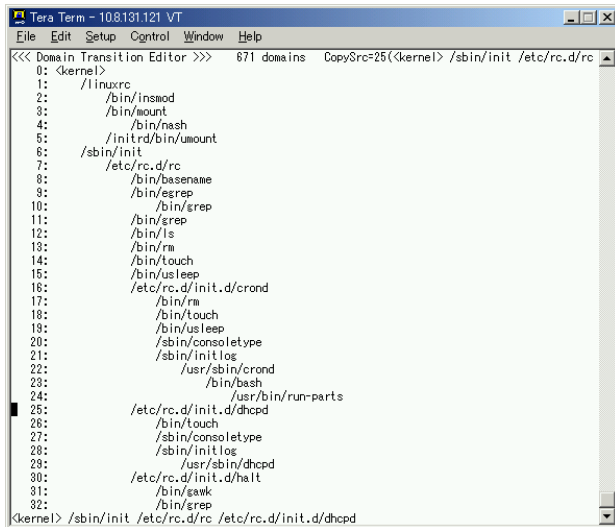 Tera Term - 10.8.131.121 VT
File Edit Setup Control Window Help
<<< Domain Transition Editor >>> 671 domains CopySrc=25(<kernel> /sbin/init /etc/rc.d/rc
0: <kernel>
1: /linuxrc
2: /bin/insmod
3: /bin/mount
4: /bin/nash
5: /initrd/bin/umount
6: /sbin/init
7: /etc/rc.d/rc
8: /bin/basename
9: /bin/egrep
10: /bin/grep
11: /bin/grep
12: /bin/ls
13: /bin/rm
14: /bin/touch
15: /bin/usleep
16: /etc/rc.d/init.d/crond
17: /bin/rm
18: /bin/touch
19: /bin/usleep
20: /sbin/consoletype
21: /sbin/initlog
22: /usr/sbin/crond
23: /bin/bash
24: /usr/bin/run-parts
25: /etc/rc.d/init.d/dhcpd
26: /bin/touch
27: /sbin/consoletype
28: /sbin/initlog
29: /usr/sbin/dhcpd
30: /etc/rc.d/init.d/halt
31: /bin/gawk
32: /bin/grep
<kernel> /sbin/init /etc/rc.d/rc /etc/rc.d/init.d/dhcpd